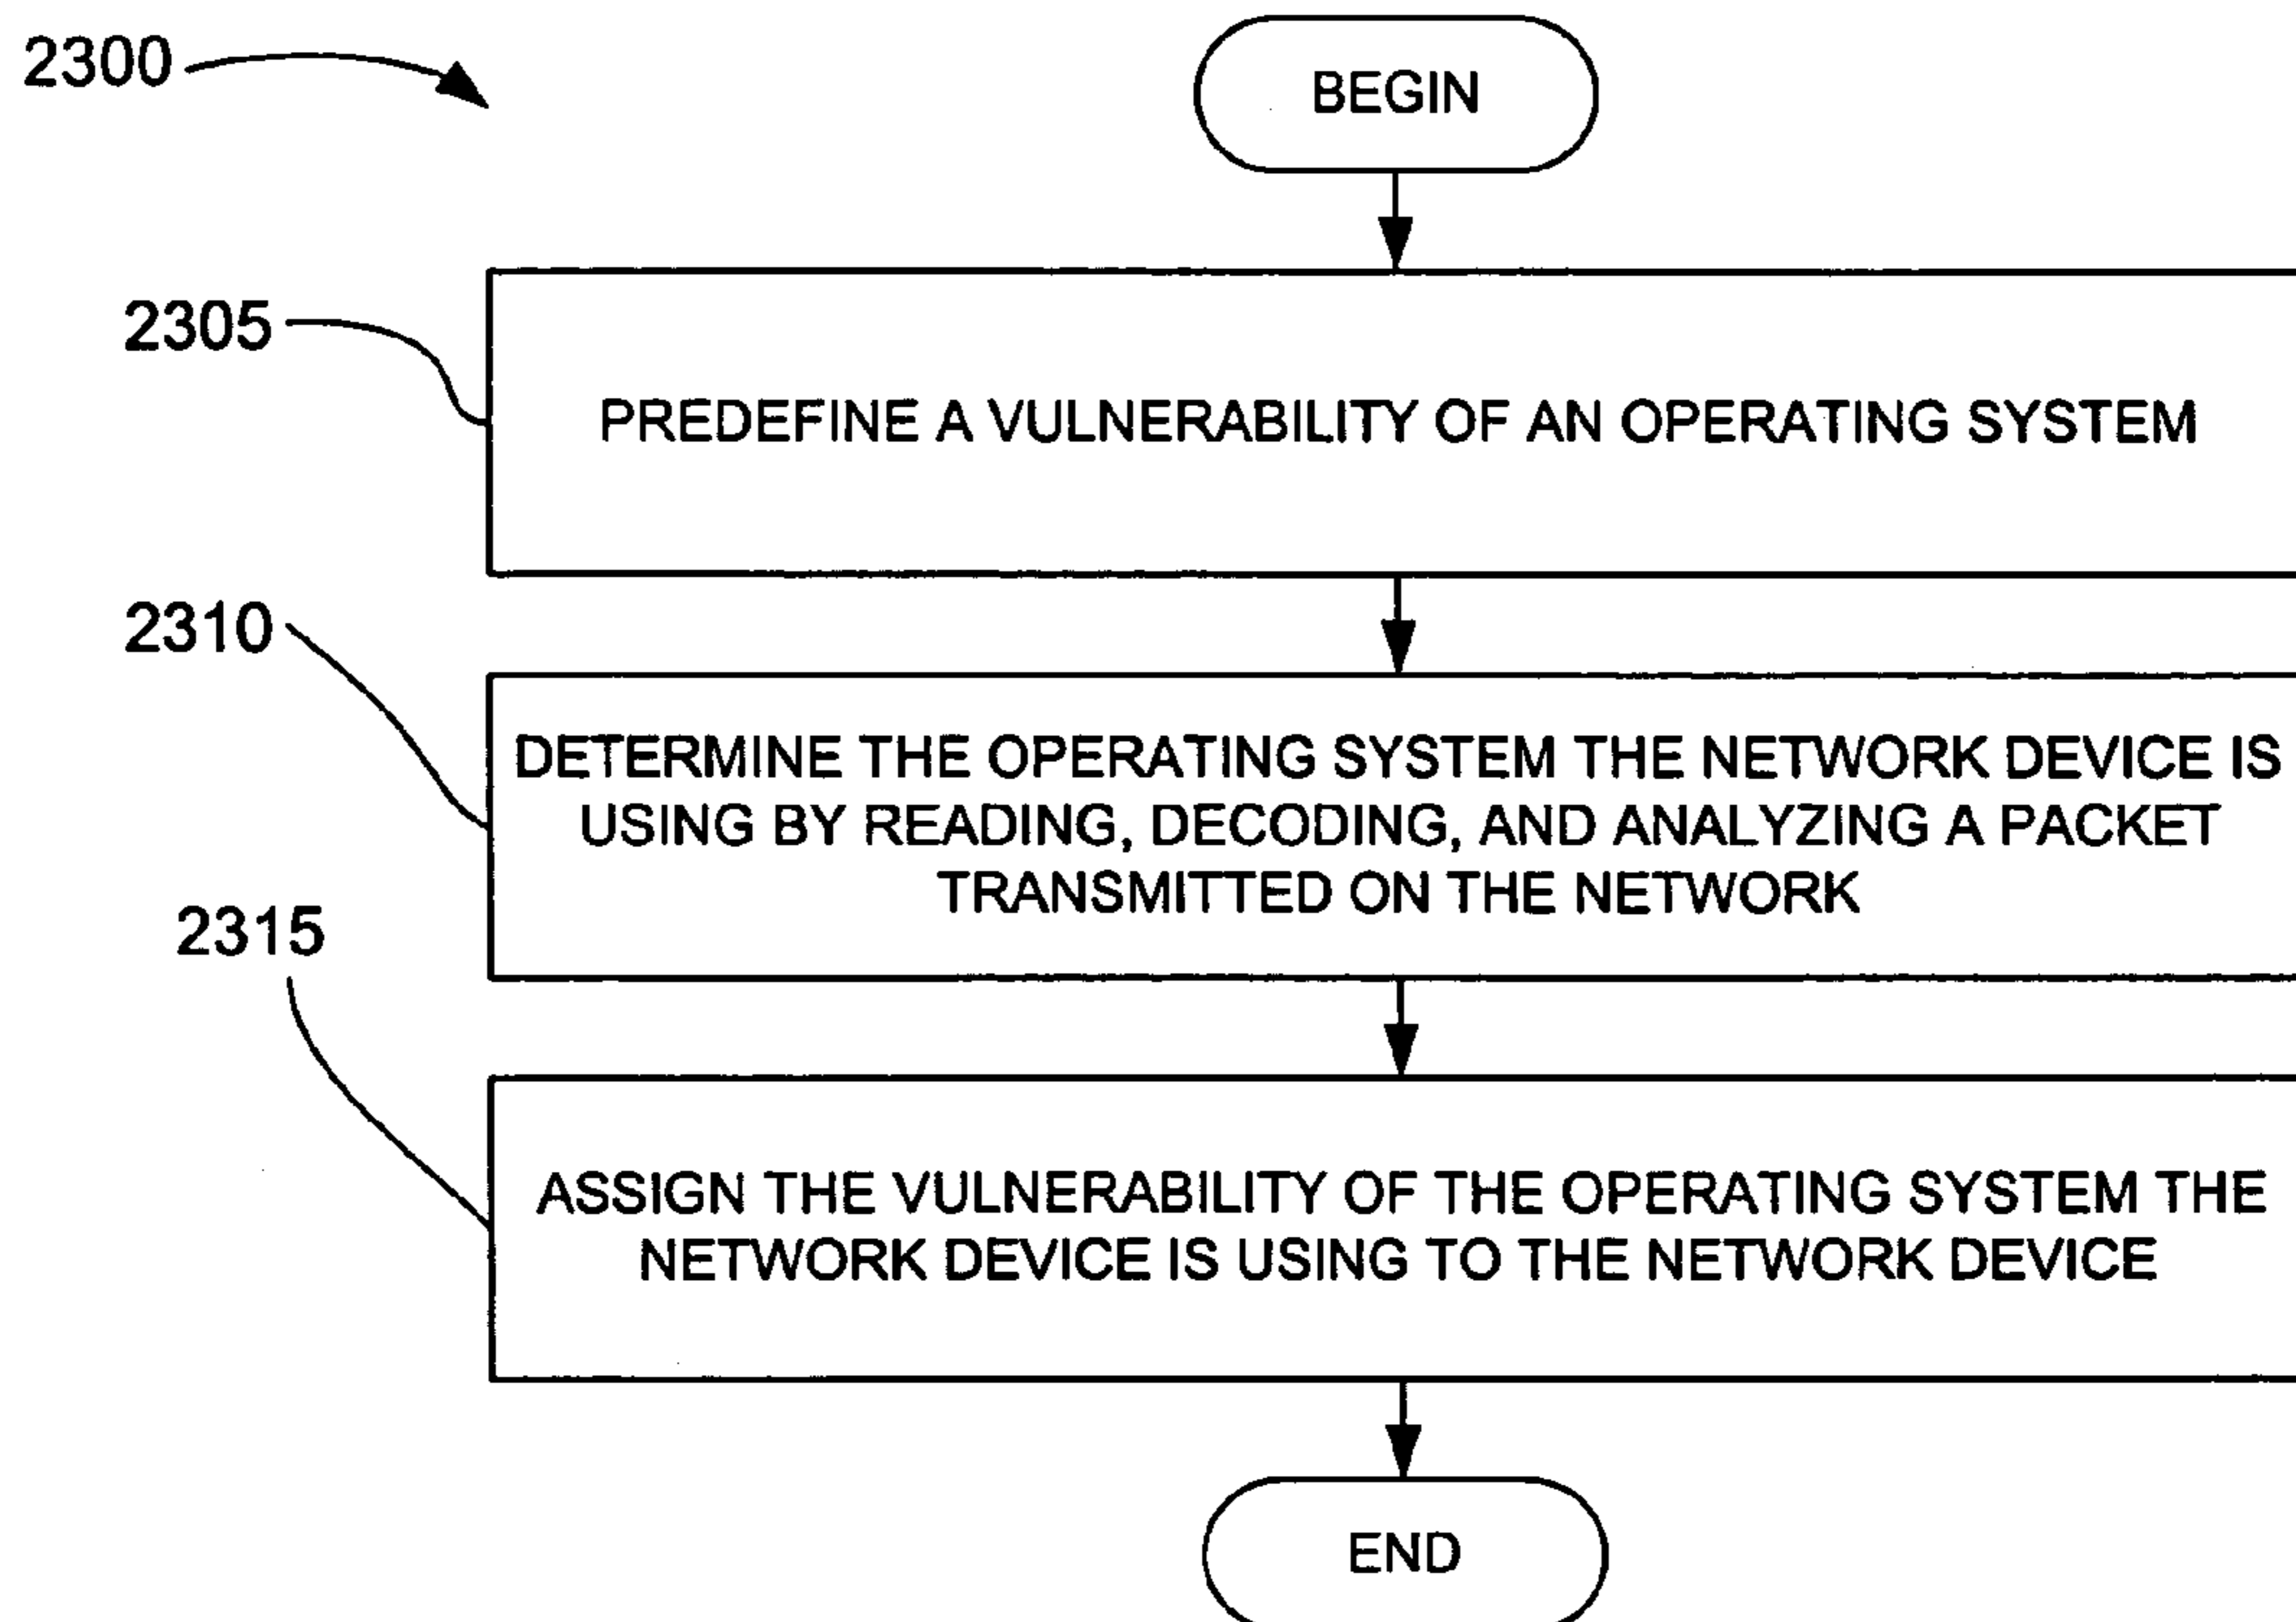 2300
BEGIN
2305
PREDEFINE A VULNERABILITY OF AN OPERATING SYSTEM
2310
DETERMINE THE OPERATING SYSTEM THE NETWORK DEVICE IS
USING BY READING, DECODING, AND ANALYZING A PACKET
TRANSMITTED ON THE NETWORK
2315
ASSIGN THE VULNERABILITY OF THE OPERATING SYSTEM THE
NETWORK DEVICE IS USING TO THE NETWORK DEVICE
END